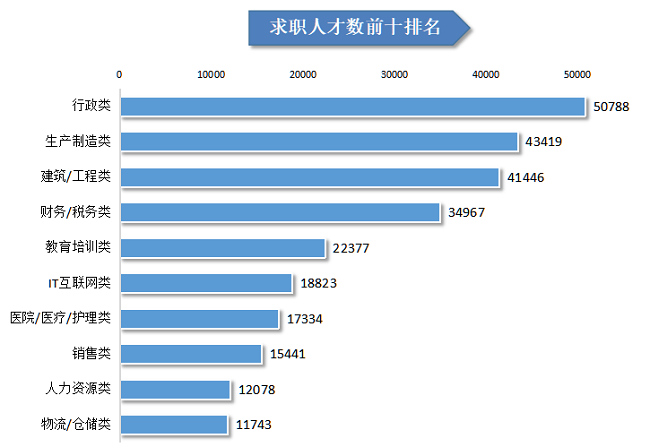 求职人才数前十排名
0 10000 20000 30000 40000 50000
行政类 50788
生产制造类 43419
建筑/工程类 41446
财务/税务类 34967
教育培训类 22377
IT互联网类 18823
医院/医疗/护理类 17334
销售类 15441
人力资源类 12078
物流/仓储类 11743